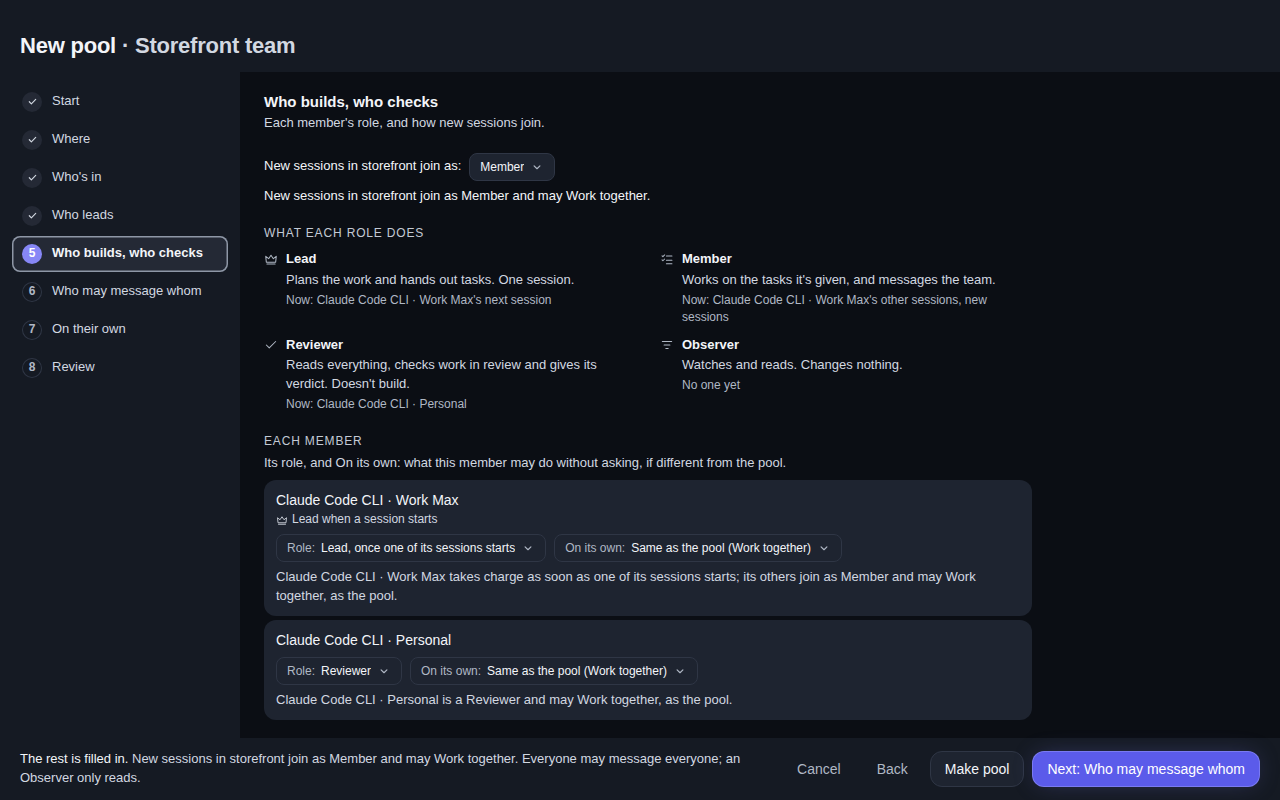 New pool · Storefront team
Start
Where
Who's in
Who leads
5 Who builds, who checks
6 Who may message whom
7 On their own
8 Review
Who builds, who checks
Each member's role, and how new sessions join.
New sessions in storefront join as: Member
New sessions in storefront join as Member and may Work together.
WHAT EACH ROLE DOES
Lead
Plans the work and hands out tasks. One session.
Now: Claude Code CLI · Work Max's next session
Member
Works on the tasks it's given, and messages the team.
Now: Claude Code CLI · Work Max's other sessions, new
sessions
Reviewer
Reads everything, checks work in review and gives its
verdict. Doesn't build.
Now: Claude Code CLI · Personal
Observer
Watches and reads. Changes nothing.
No one yet
EACH MEMBER
Its role, and On its own: what this member may do without asking, if different from the pool.
Claude Code CLI · Work Max
Lead when a session starts
Role: Lead, once one of its sessions starts On its own: Same as the pool (Work together)
Claude Code CLI · Work Max takes charge as soon as one of its sessions starts; its others join as Member and may Work
together, as the pool.
Claude Code CLI · Personal
Role: Reviewer On its own: Same as the pool (Work together)
Claude Code CLI · Personal is a Reviewer and may Work together, as the pool.
The rest is filled in. New sessions in storefront join as Member and may Work together. Everyone may message everyone; an
Observer only reads.
Cancel Back Make pool Next: Who may message whom